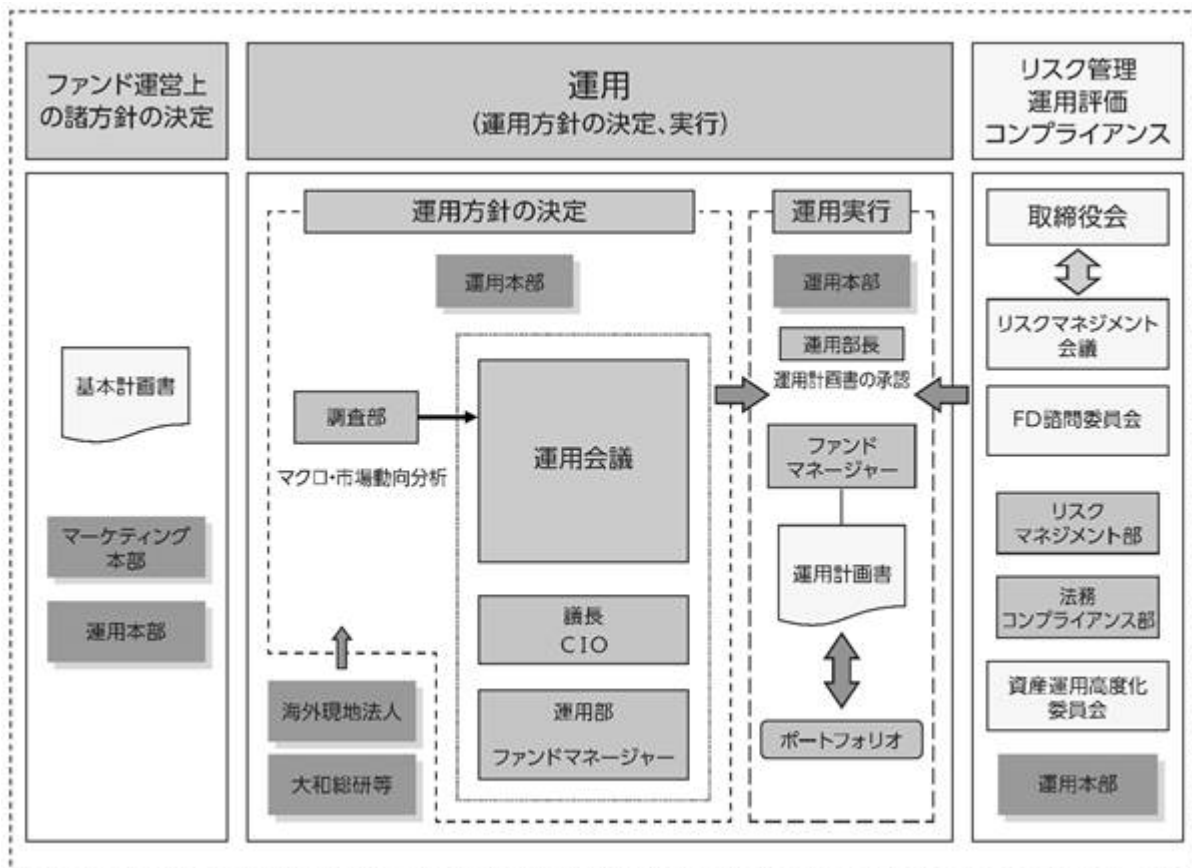 ファンド運営上
の諸方針の決定
運用
(運用方針の決定、実行)
リスク管理
運用評価
コンプライアンス
基本計画書
マーケティング
本部
運用本部
運用方針の決定
運用本部
調査部
マクロ・市場動向分析
運用会議
議長
CIO
運用部
ファンドマネージャー
海外現地法人
大和総研等
運用実行
運用本部
運用部長
運用計画書の承認
ファンド
マネージャー
運用計画書
ポートフォリオ
取締役会
リスクマネジメント
会議
FD諮問委員会
リスク
マネジメント部
法務
コンプライアンス部
資産運用高度化
委員会
運用本部